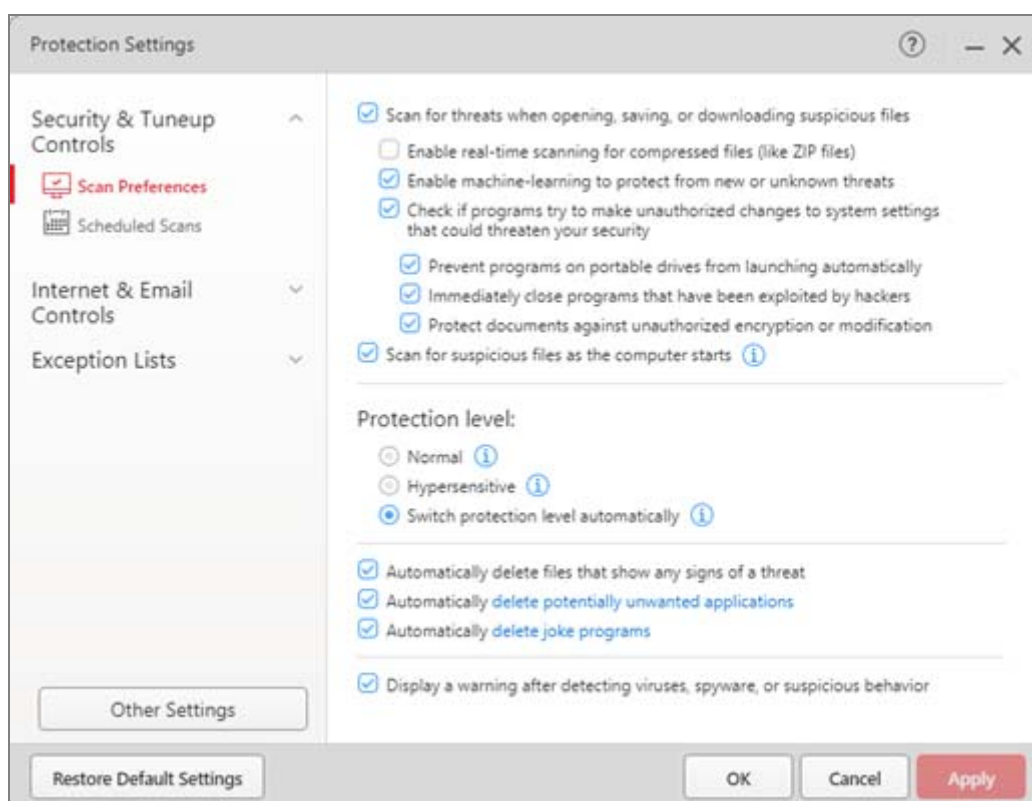 Protection Settings
Security & Tuneup
Controls
Scan Preferences
Scheduled Scans
Internet & Email
Controls
Exception Lists
Other Settings
Scan for threats when opening, saving, or downloading suspicious files
Enable real-time scanning for compressed files (like ZIP files)
Enable machine-learning to protect from new or unknown threats
Check if programs try to make unauthorized changes to system settings
that could threaten your security
Prevent programs on portable drives from launching automatically
Immediately close programs that have been exploited by hackers
Protect documents against unauthorized encryption or modification
Scan for suspicious files as the computer starts
Protection level:
Normal
Hypersensitive
Switch protection level automatically
Automatically delete files that show any signs of a threat
Automatically delete potentially unwanted applications
Automatically delete joke programs
Display a warning after detecting viruses, spyware, or suspicious behavior
Restore Default Settings
OK
Cancel
Apply